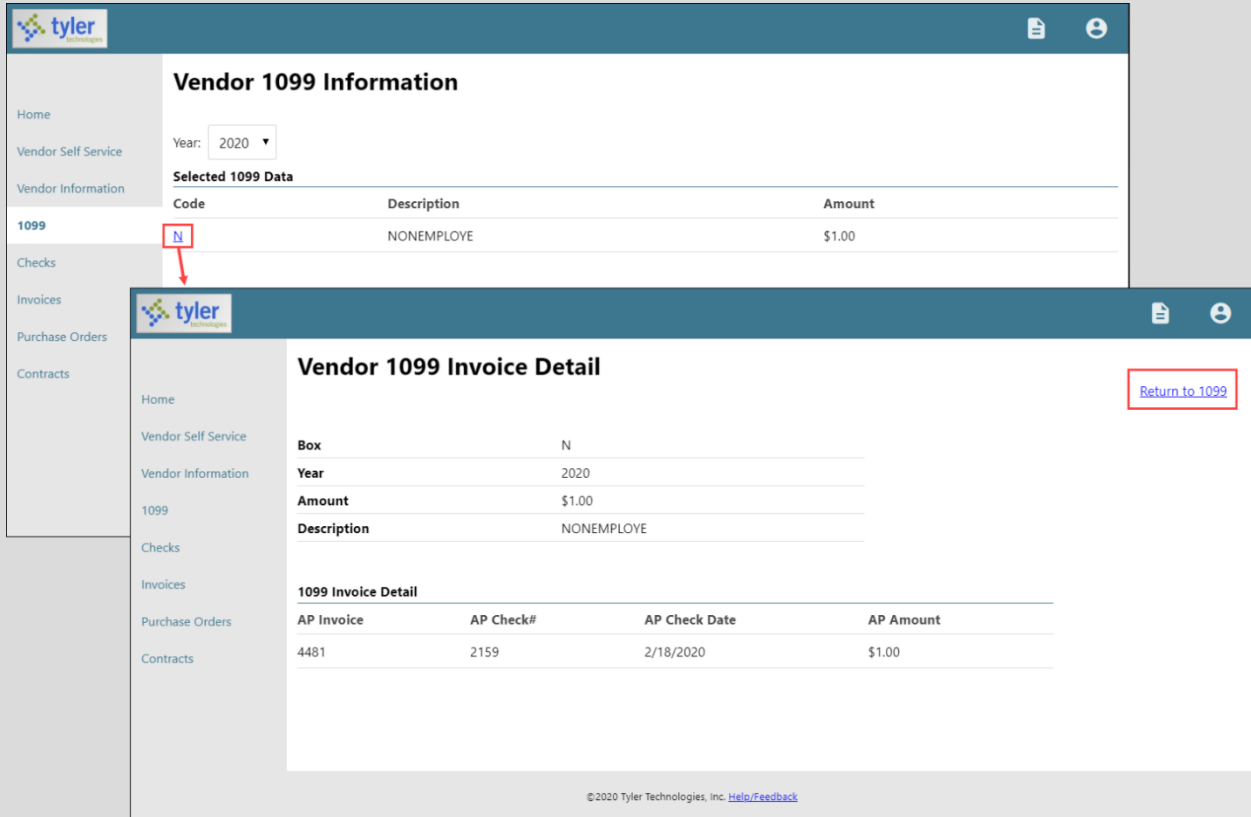 tyler
technologies
Vendor 1099 Information
Home
Vendor Self Service
Vendor Information
1099
Checks
Invoices
Purchase Orders
Contracts
Year: 2020
Selected 1099 Data
Code Description Amount
N NONEMPLOYE $1.00
tyler
technologies
Vendor 1099 Invoice Detail
Return to 1099
Home
Vendor Self Service
Vendor Information
1099
Checks
Invoices
Purchase Orders
Contracts
Box N
Year 2020
Amount $1.00
Description NONEMPLOYE
1099 Invoice Detail
AP Invoice AP Check# AP Check Date AP Amount
4481 2159 2/18/2020 $1.00
©2020 Tyler Technologies, Inc. Help/Feedback